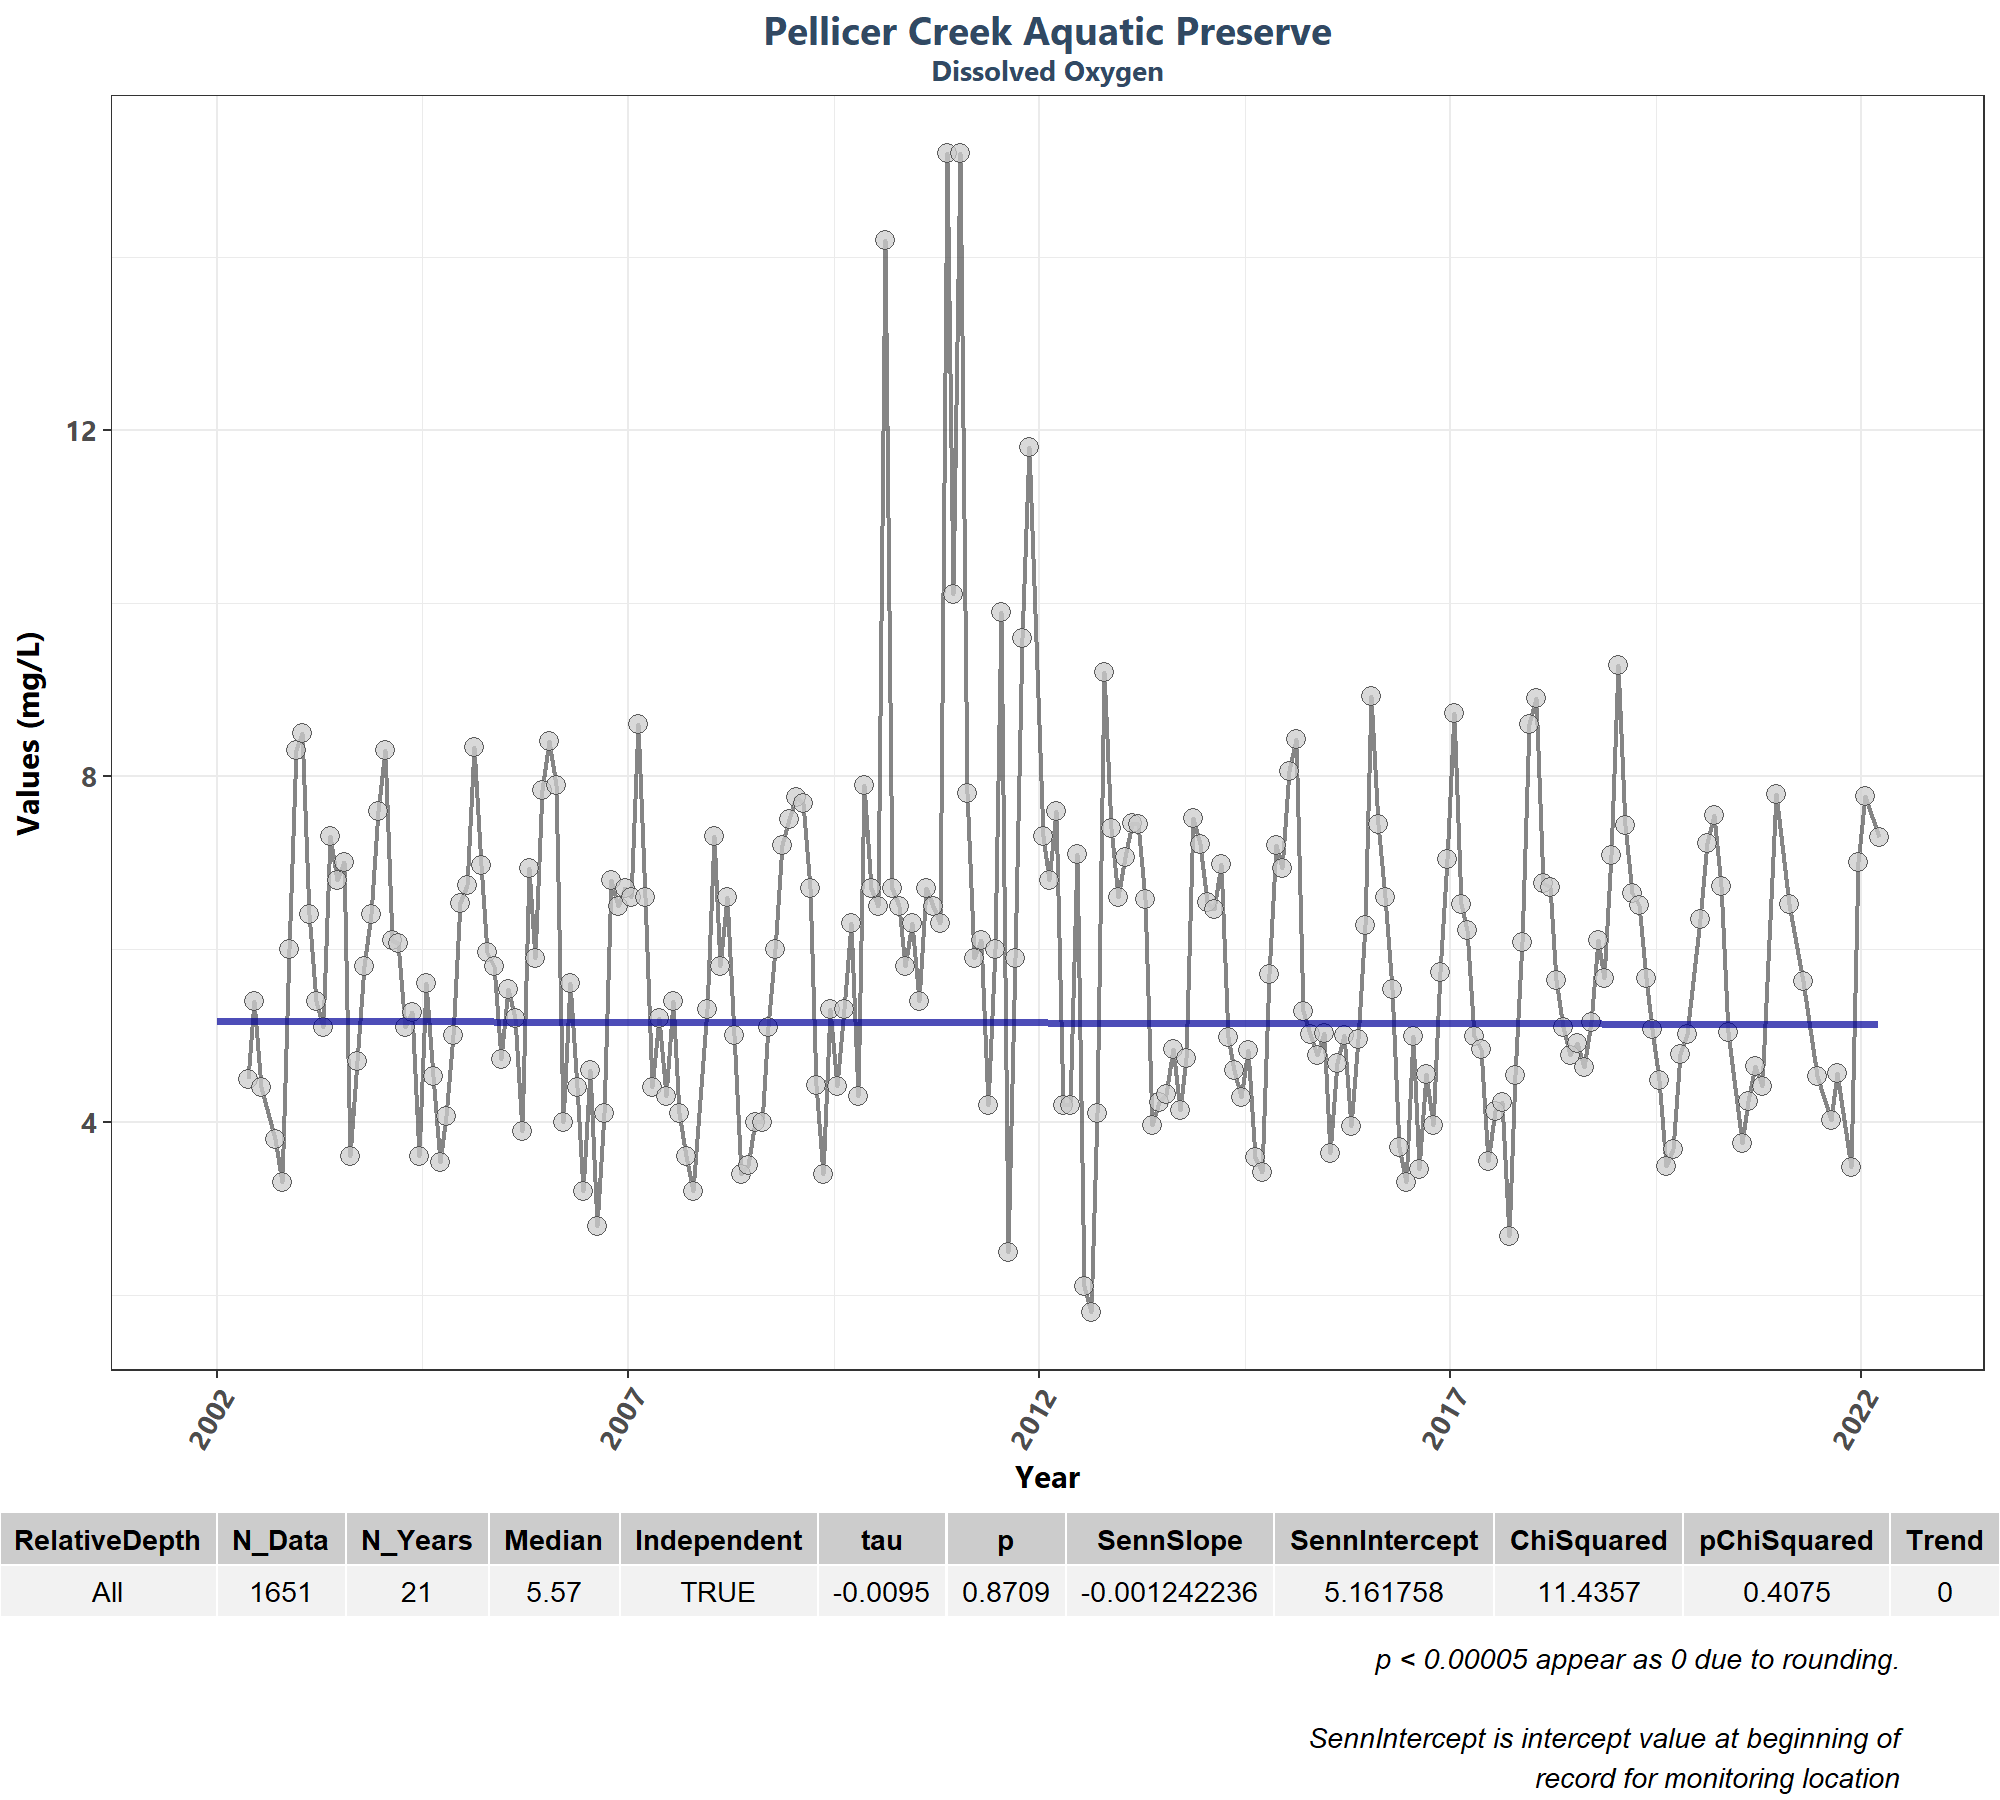 Pellicer Creek Aquatic Preserve
Dissolved Oxygen
Values (mg/L)
12
8
4
2002 2007 2012 2017 2022
Year
RelativeDepth N_Data N_Years Median Independent tau p SennSlope SennIntercept ChiSquared pChiSquared Trend
All 1651 21 5.57 TRUE -0.0095 0.8709 -0.001242236 5.161758 11.4357 0.4075 0
p < 0.00005 appear as 0 due to rounding.
SennIntercept is intercept value at beginning of
record for monitoring location